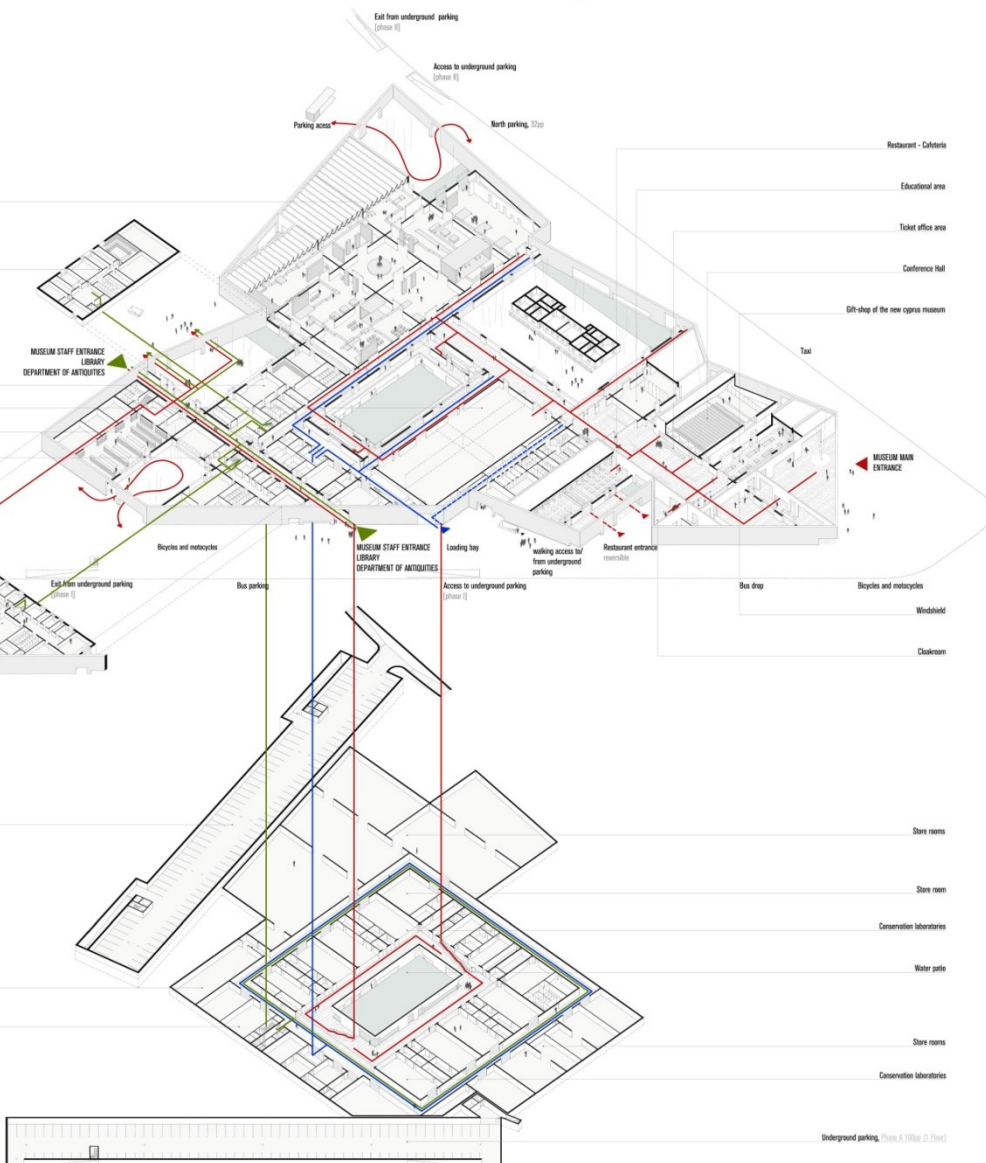 Exit from underground parking
[phase II]
Access to underground parking
[phase II]
Parking acess
North parking, 32pp
Restaurant - Cafeteria
Educational area
Ticket office area
Conference Hall
Gift-shop of the new cyprus museum
Taxi
MUSEUM STAFF ENTRANCE
LIBRARY
DEPARTMENT OF ANTIQUITIES
MUSEUM MAIN
ENTRANCE
Bicycles and motocycles
MUSEUM STAFF ENTRANCE
LIBRARY
DEPARTMENT OF ANTIQUITIES
Loading bay
walking access to/
from underground
parking
Restaurant entrance
reversible
Exit from underground parking
[phase I]
Bus parking
Access to underground parking
[phase I]
Bus drop
Bicycles and motocycles
Windshield
Cloakroom
Store rooms
Store room
Conservation laboratories
Water patio
Store rooms
Conservation laboratories
Underground parking, Phase A 100pp (1 Floor)